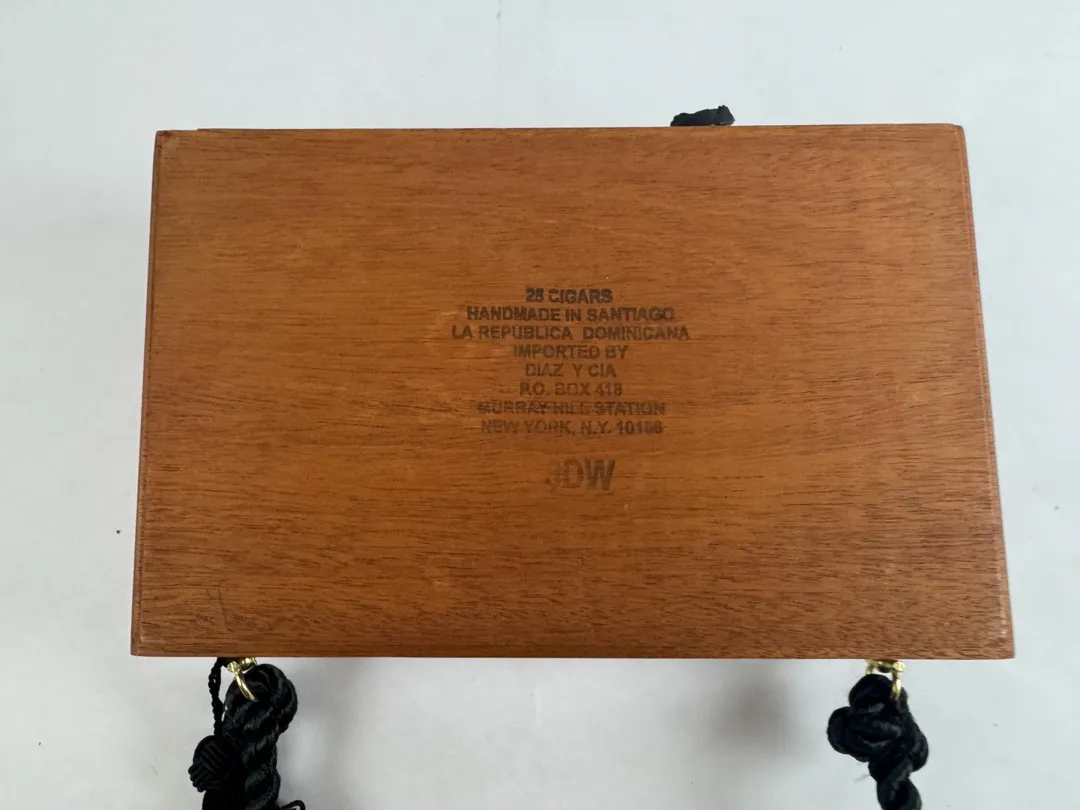 25 CIGARS
HANDMADE IN SANTIAGO
LA REPUBLICA DOMINICANA
IMPORTED BY
DIAZ Y CIA
P.O. BOX 418
MURRAY HILL STATION
NEW YORK, N.Y.